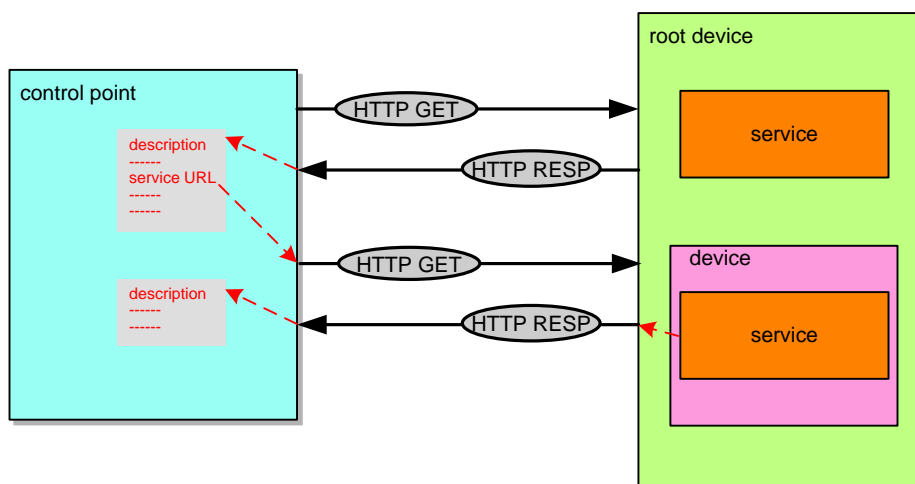 root device
control point
HTTP GET
service
description
------
service URL
------
------
HTTP RESP
device
HTTP GET
description
------
------
HTTP RESP
service